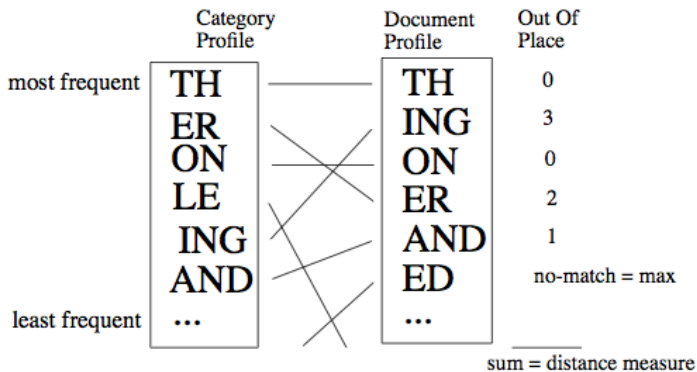 Category Profile
Document Profile
Out Of Place
most frequent
TH
ER
ON
LE
ING
AND
...
least frequent
TH
ING
ON
ER
AND
ED
...
0
3
0
2
1
no-match = max
sum = distance measure